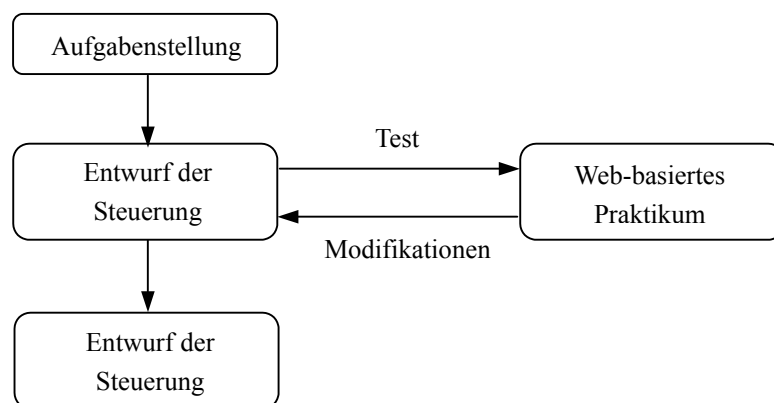 Aufgabenstellung
Test
Entwurf der
Steuerung
Web-basiertes
Praktikum
Modifikationen
Entwurf der
Steuerung